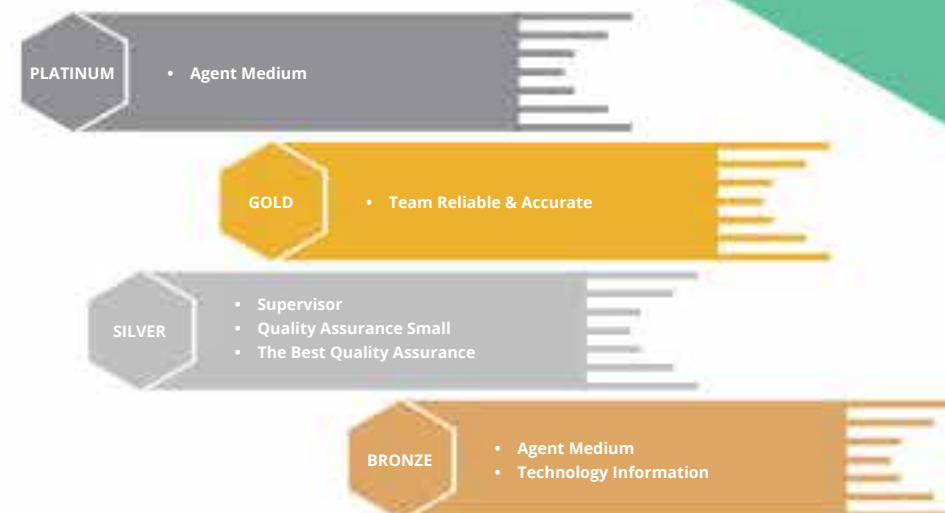 PLATINUM
• Agent Medium
GOLD
• Team Reliable & Accurate
SILVER
• Supervisor
• Quality Assurance Small
• The Best Quality Assurance
BRONZE
• Agent Medium
• Technology Information